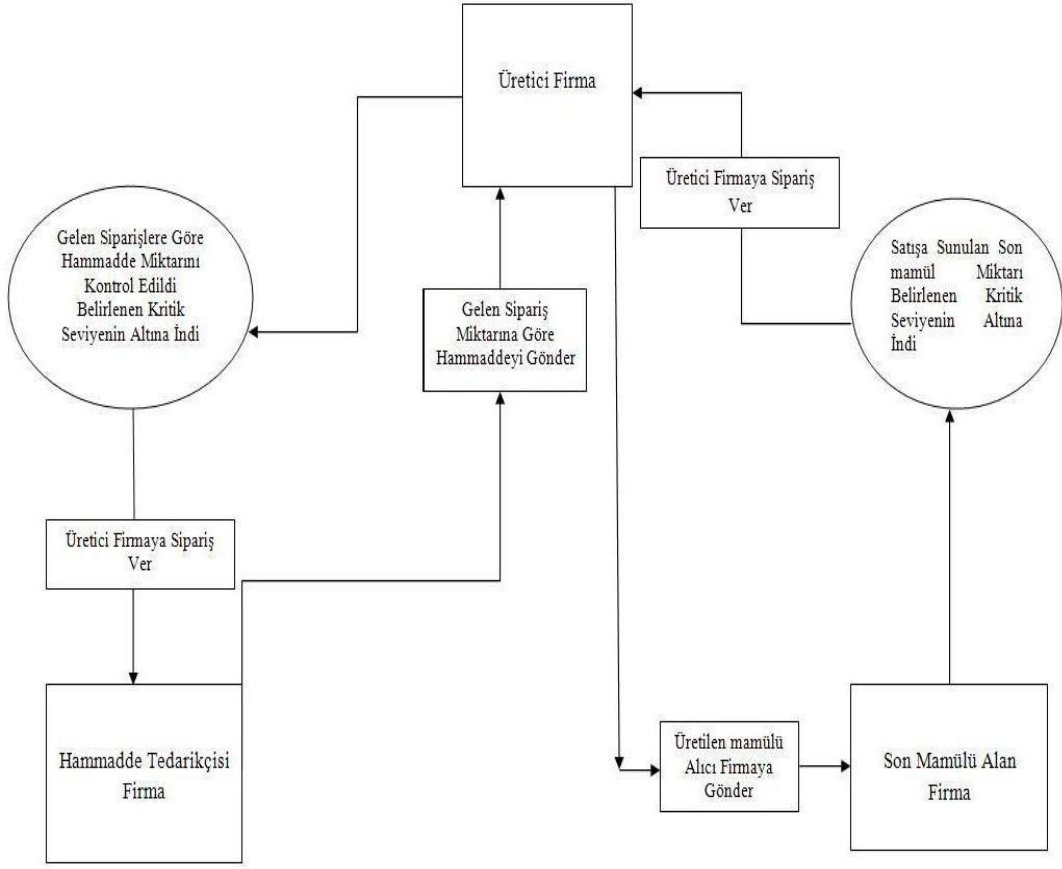 Üretici Firma
Üretici Firmaya Sipariş
Ver
Gelen Siparişlere Göre
Hammadde Miktarını
Kontrol Edildi
Belirlenen Kritik
Seviyenin Altına İndi
Satışa Sunulan Son
mamül Miktarı
Belirlenen Kritik
Seviyenin Altına
İndi
Gelen Sipariş
Miktarına Göre
Hammaddeyi Gönder
Üretici Firmaya Sipariş
Ver
Hammadde Tedarikçisi
Firma
Üretilen mamülü
Alıcı Firmaya
Gönder
Son Mamülü Alan
Firma